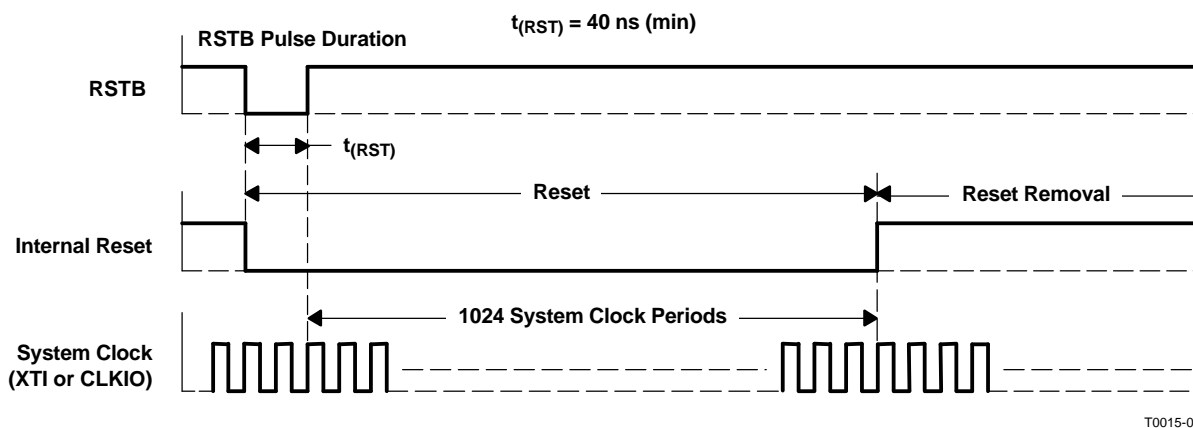 t(RST) = 40 ns (min)
RSTB Pulse Duration
RSTB
t(RST)
Reset
Reset Removal
Internal Reset
1024 System Clock Periods
System Clock
(XTI or CLKIO)
T0015-0